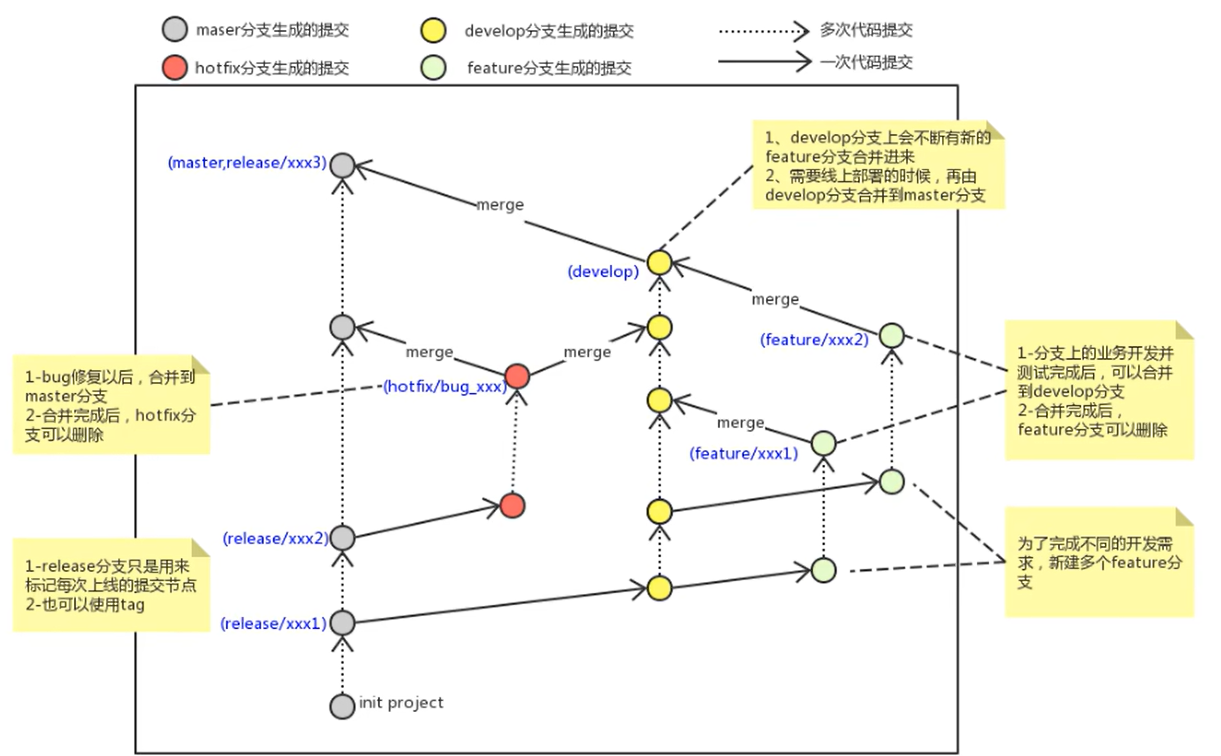 maser分支生成的提交
develop分支生成的提交
多次代码提交
hotfix分支生成的提交
feature分支生成的提交
一次代码提交
1、develop分支上会不断有新的
feature分支合并进来
2、需要线上部署的时候，再由
develop分支合并到master分支
(master,release/xxx3)
merge
(develop)
merge
(feature/xxx2)
merge
merge
1-分支上的业务开发并
测试完成后，可以合并
到develop分支
2-合并完成后，
feature分支可以删除
1-bug修复以后，合并到
master分支
2-合并完成后，hotfix分
支可以删除
(hotfix/bug_xxx)
merge
(feature/xxx1)
(release/xxx2)
1-release分支只是用来
标记每次上线的提交节点
2-也可以使用tag
为了完成不同的开发需
求，新建多个feature分
支
(release/xxx1)
init project